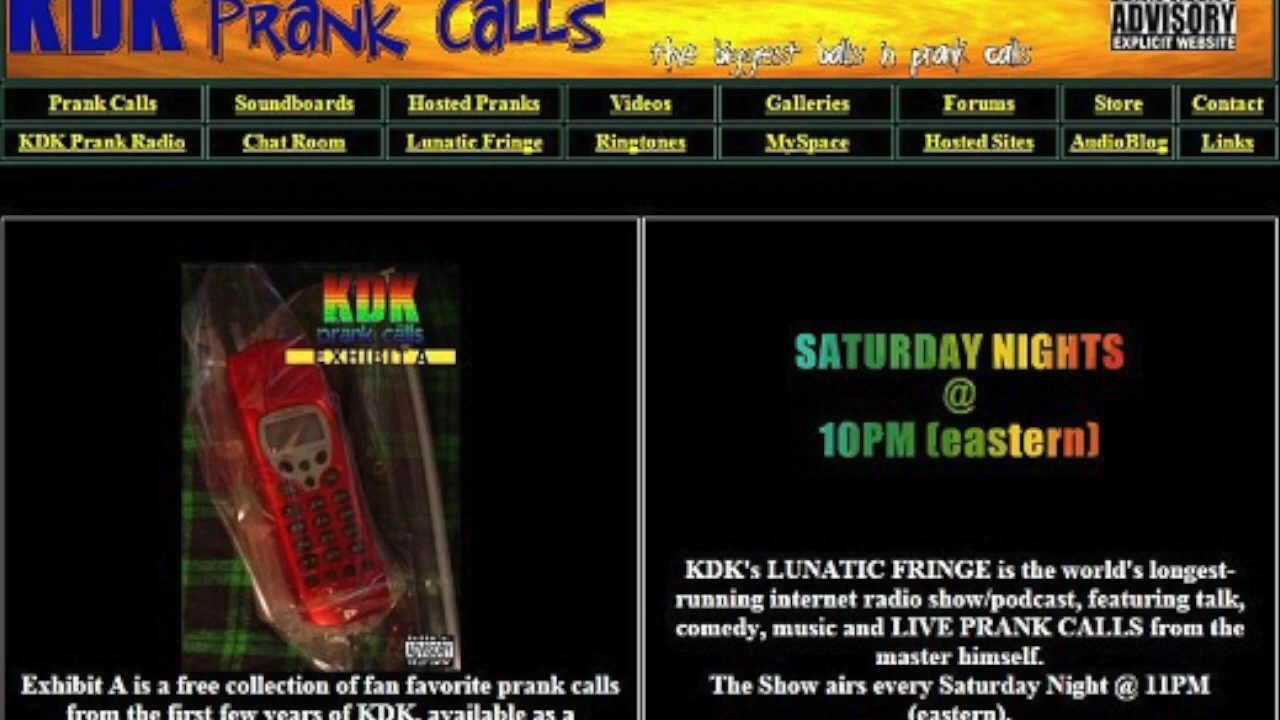 KDK Prank Calls
the biggest balls in prank calls
ADVISORY
EXPLICIT WEBSITE
Prank Calls Soundboards Hosted Pranks Videos Galleries Forums Store Contact
KDK Prank Radio Chat Room Lunatic Fringe Ringtones MySpace Hosted Sites AudioBlog Links
KDK
prank calls
EXHIBIT A
ADVISORY
Exhibit A is a free collection of fan favorite prank calls
from the first few years of KDK, available as a
SATURDAY NIGHTS
@
10PM (eastern)
KDK's LUNATIC FRINGE is the world's longest-
running internet radio show/podcast, featuring talk,
comedy, music and LIVE PRANK CALLS from the
master himself.
The Show airs every Saturday Night @ 11PM
(eastern).